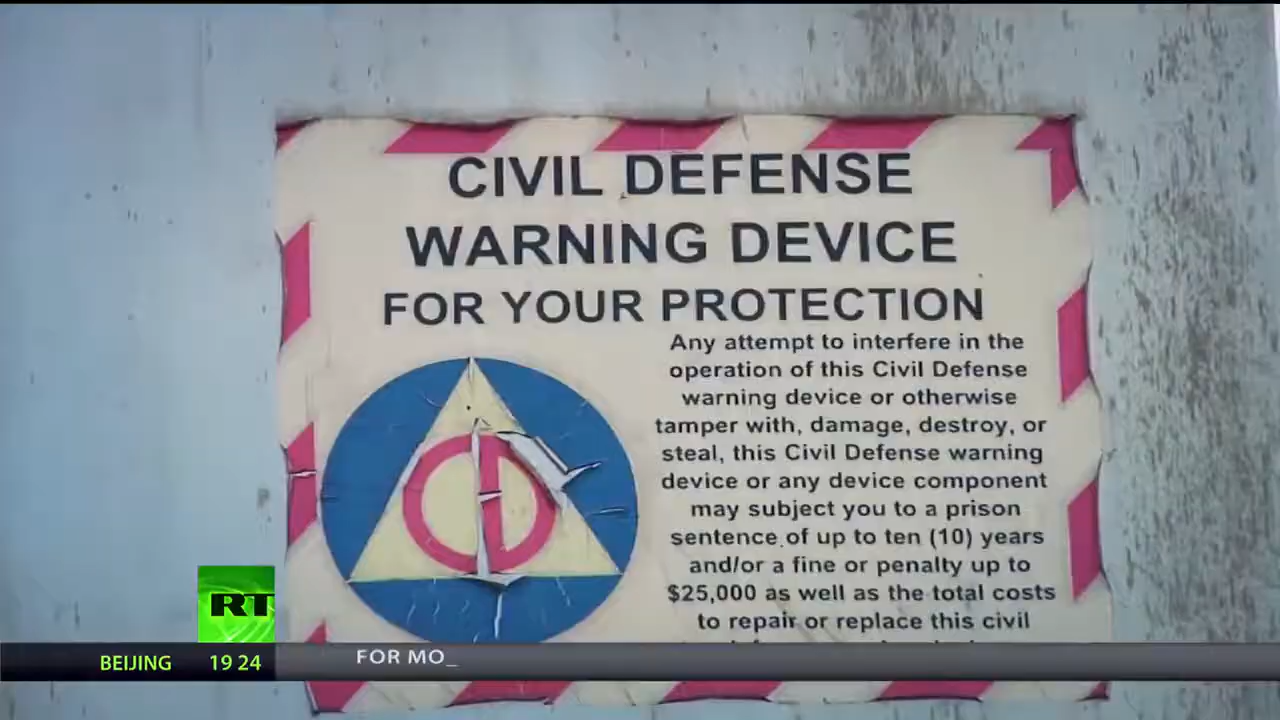 CIVIL DEFENSE
WARNING DEVICE
FOR YOUR PROTECTION
Any attempt to interfere in the
operation of this Civil Defense
warning device or otherwise
tamper with, damage, destroy, or
steal, this Civil Defense warning
device or any device component
may subject you to a prison
sentence of up to ten (10) years
and/or a fine or penalty up to
$25,000 as well as the total costs
to repair or replace this civil
CD
RT
BEIJING 19 24
FOR MO_